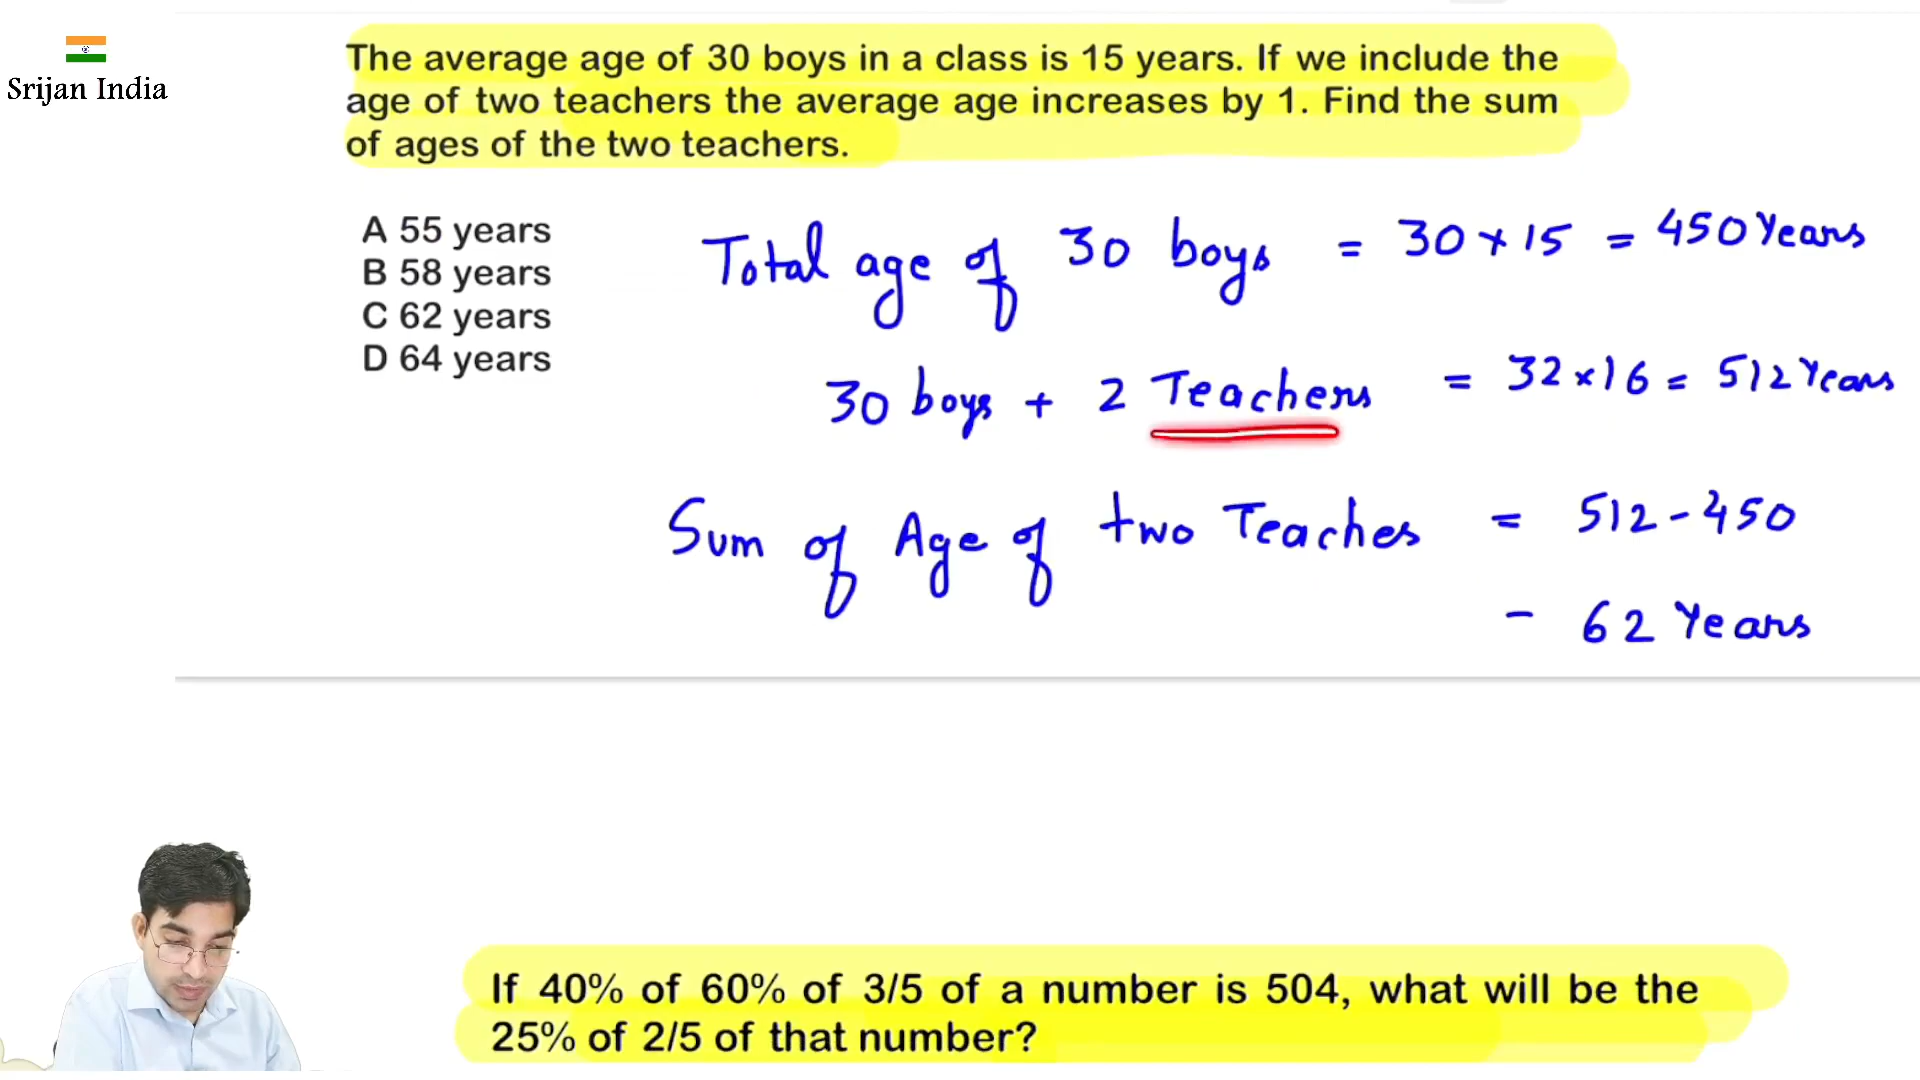 Srijan India
The average age of 30 boys in a class is 15 years. If we include the
age of two teachers the average age increases by 1. Find the sum
of ages of the two teachers.
A 55 years
B 58 years
C 62 years
D 64 years
Total age of 30 boys = 30 × 15 = 450 Years
30 boys + 2 Teachers = 32 × 16 = 512 Years
Sum of Age of two Teaches = 512 - 450
- 62 Years
If 40% of 60% of 3/5 of a number is 504, what will be the
25% of 2/5 of that number?